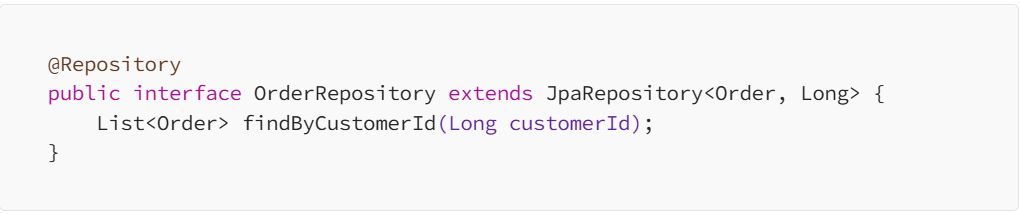 @Repository
public interface OrderRepository extends JpaRepository<Order, Long> {
    List<Order> findByCustomerId(Long customerId);
}